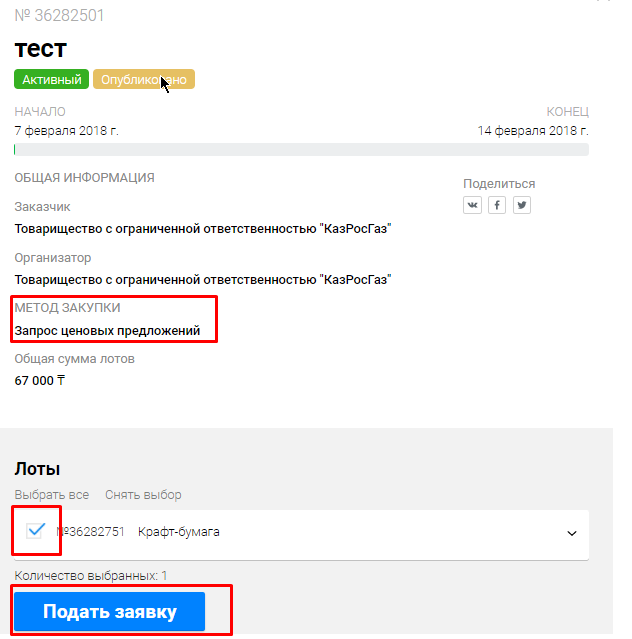 № 36282501
тест
Активный Опубликовано
НАЧАЛО КОНЕЦ
7 февраля 2018 г. 14 февраля 2018 г.
ОБЩАЯ ИНФОРМАЦИЯ
Поделиться
Заказчик
Товарищество с ограниченной ответственностью "КазРосГаз"
Организатор
Товарищество с ограниченной ответственностью "КазРосГаз"
МЕТОД ЗАКУПКИ
Запрос ценовых предложений
Общая сумма лотов
67 000 ₸
Лоты
Выбрать все Снять выбор
№36282751 Крафт-бумага
Количество выбранных: 1
Подать заявку